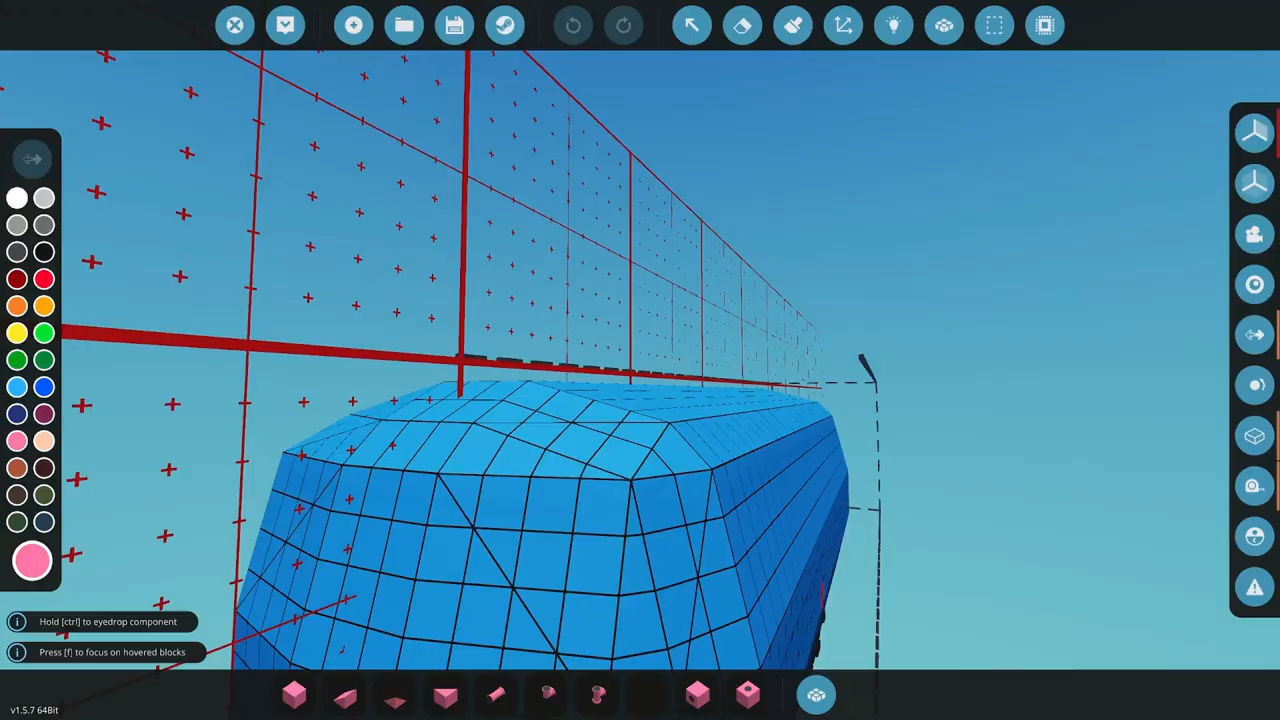 Hold [ctrl] to eyedrop component
Press [f] to focus on hovered blocks
v1.5.7 64Bit